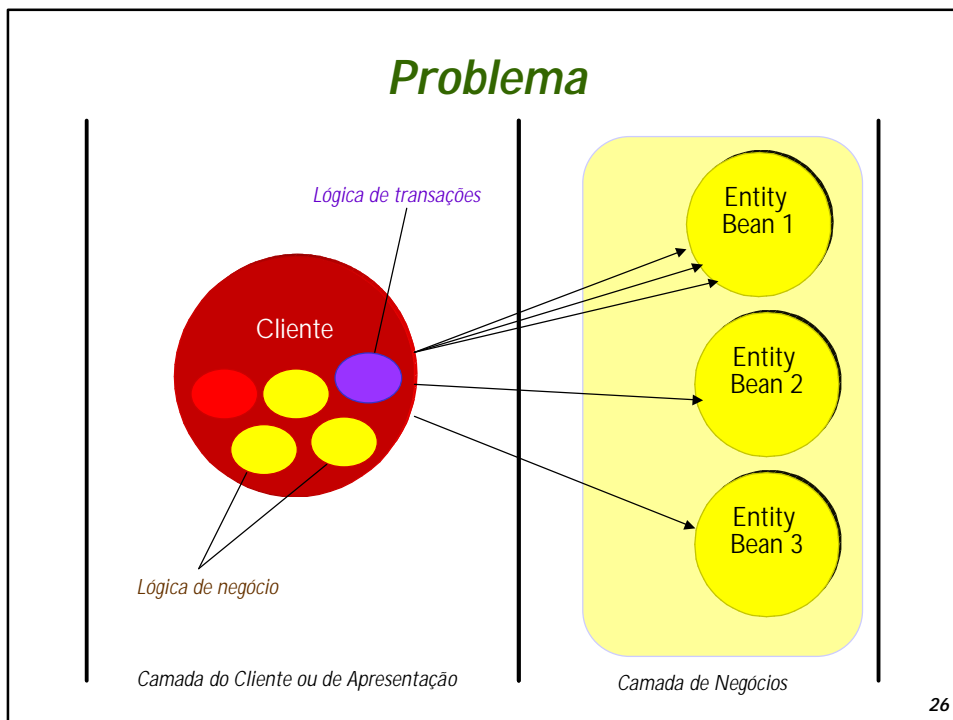 Problema
Lógica de transações
Cliente
Lógica de negócio
Entity
Bean 1
Entity
Bean 2
Entity
Bean 3
Camada do Cliente ou de Apresentação
Camada de Negócios
26